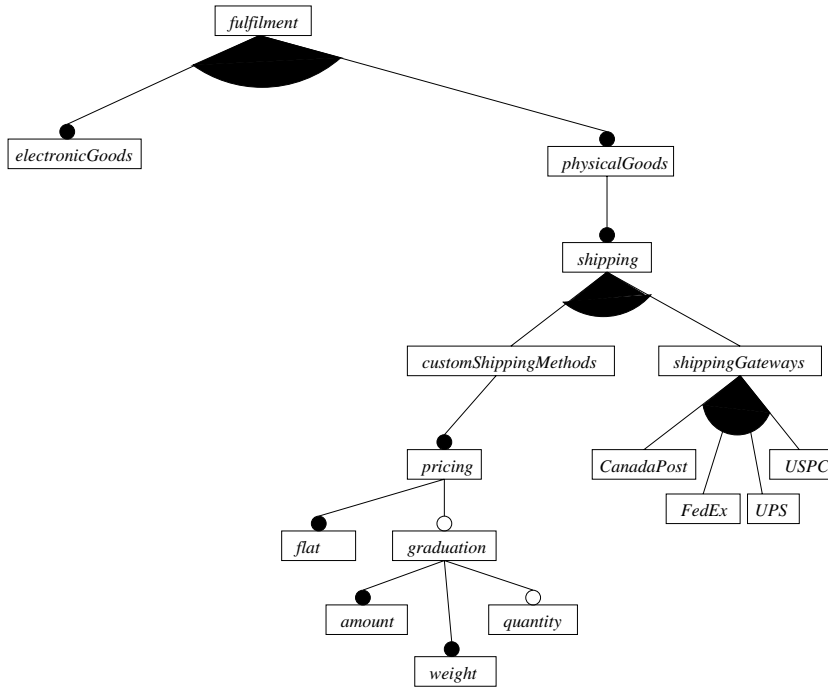 fulfilment
electronicGoods
physicalGoods
shipping
customShippingMethods
shippingGateways
pricing
CanadaPost
USPC
FedEx
UPS
flat
graduation
amount
quantity
weight